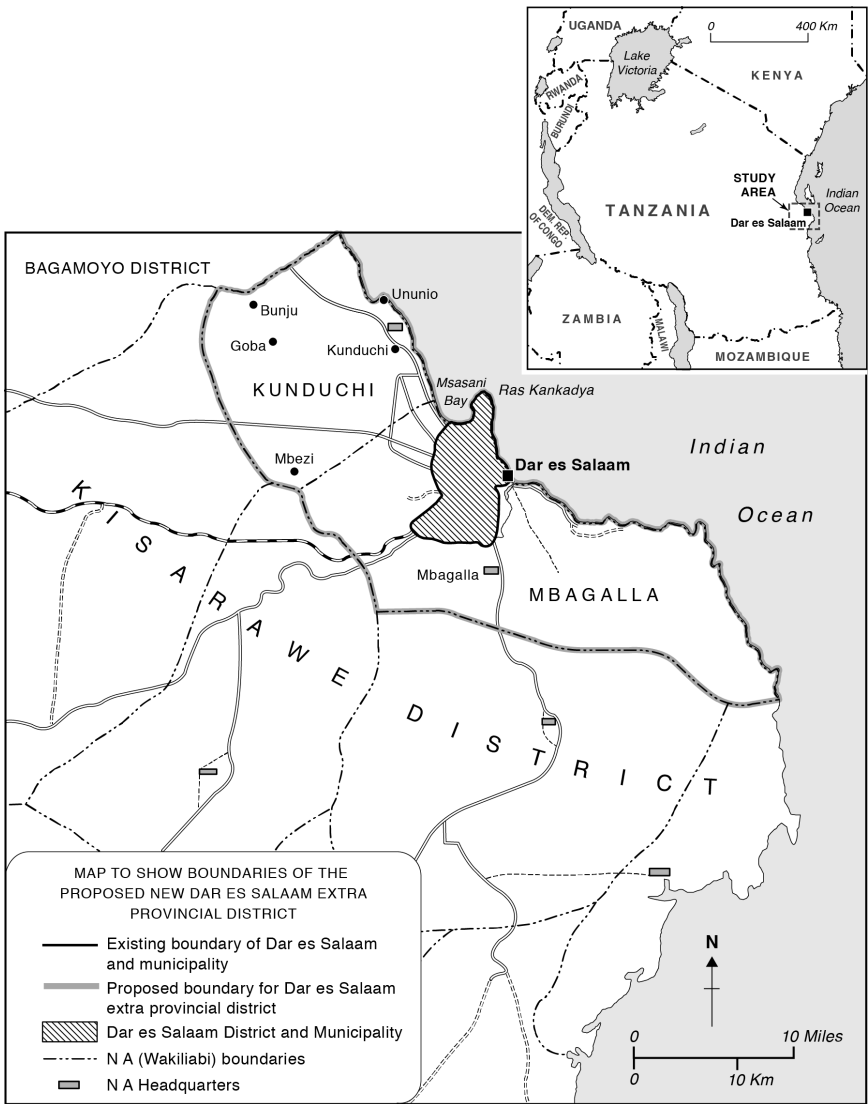 UGANDA
0 400 Km
Lake
Victoria
KENYA
RWANDA
BURUNDI
STUDY
AREA
Indian
Ocean
TANZANIA
Dar es Salaam
DEM. REP.
OF CONGO
ZAMBIA
MALAWI
MOZAMBIQUE
BAGAMOYO DISTRICT
Ununio
Bunju
Goba
Kunduchi
KUNDUCHI
Msasani
Bay
Ras Kankadya
Mbezi
Dar es Salaam
Indian
Ocean
KISARAWE DISTRICT
Mbagalla
MBAGALLA
MAP TO SHOW BOUNDARIES OF THE
PROPOSED NEW DAR ES SALAAM EXTRA
PROVINCIAL DISTRICT
Existing boundary of Dar es Salaam
and municipality
Proposed boundary for Dar es Salaam
extra provincial district
Dar es Salaam District and Municipality
N A (Wakiliabi) boundaries
N A Headquarters
N
0 10 Miles
0 10 Km